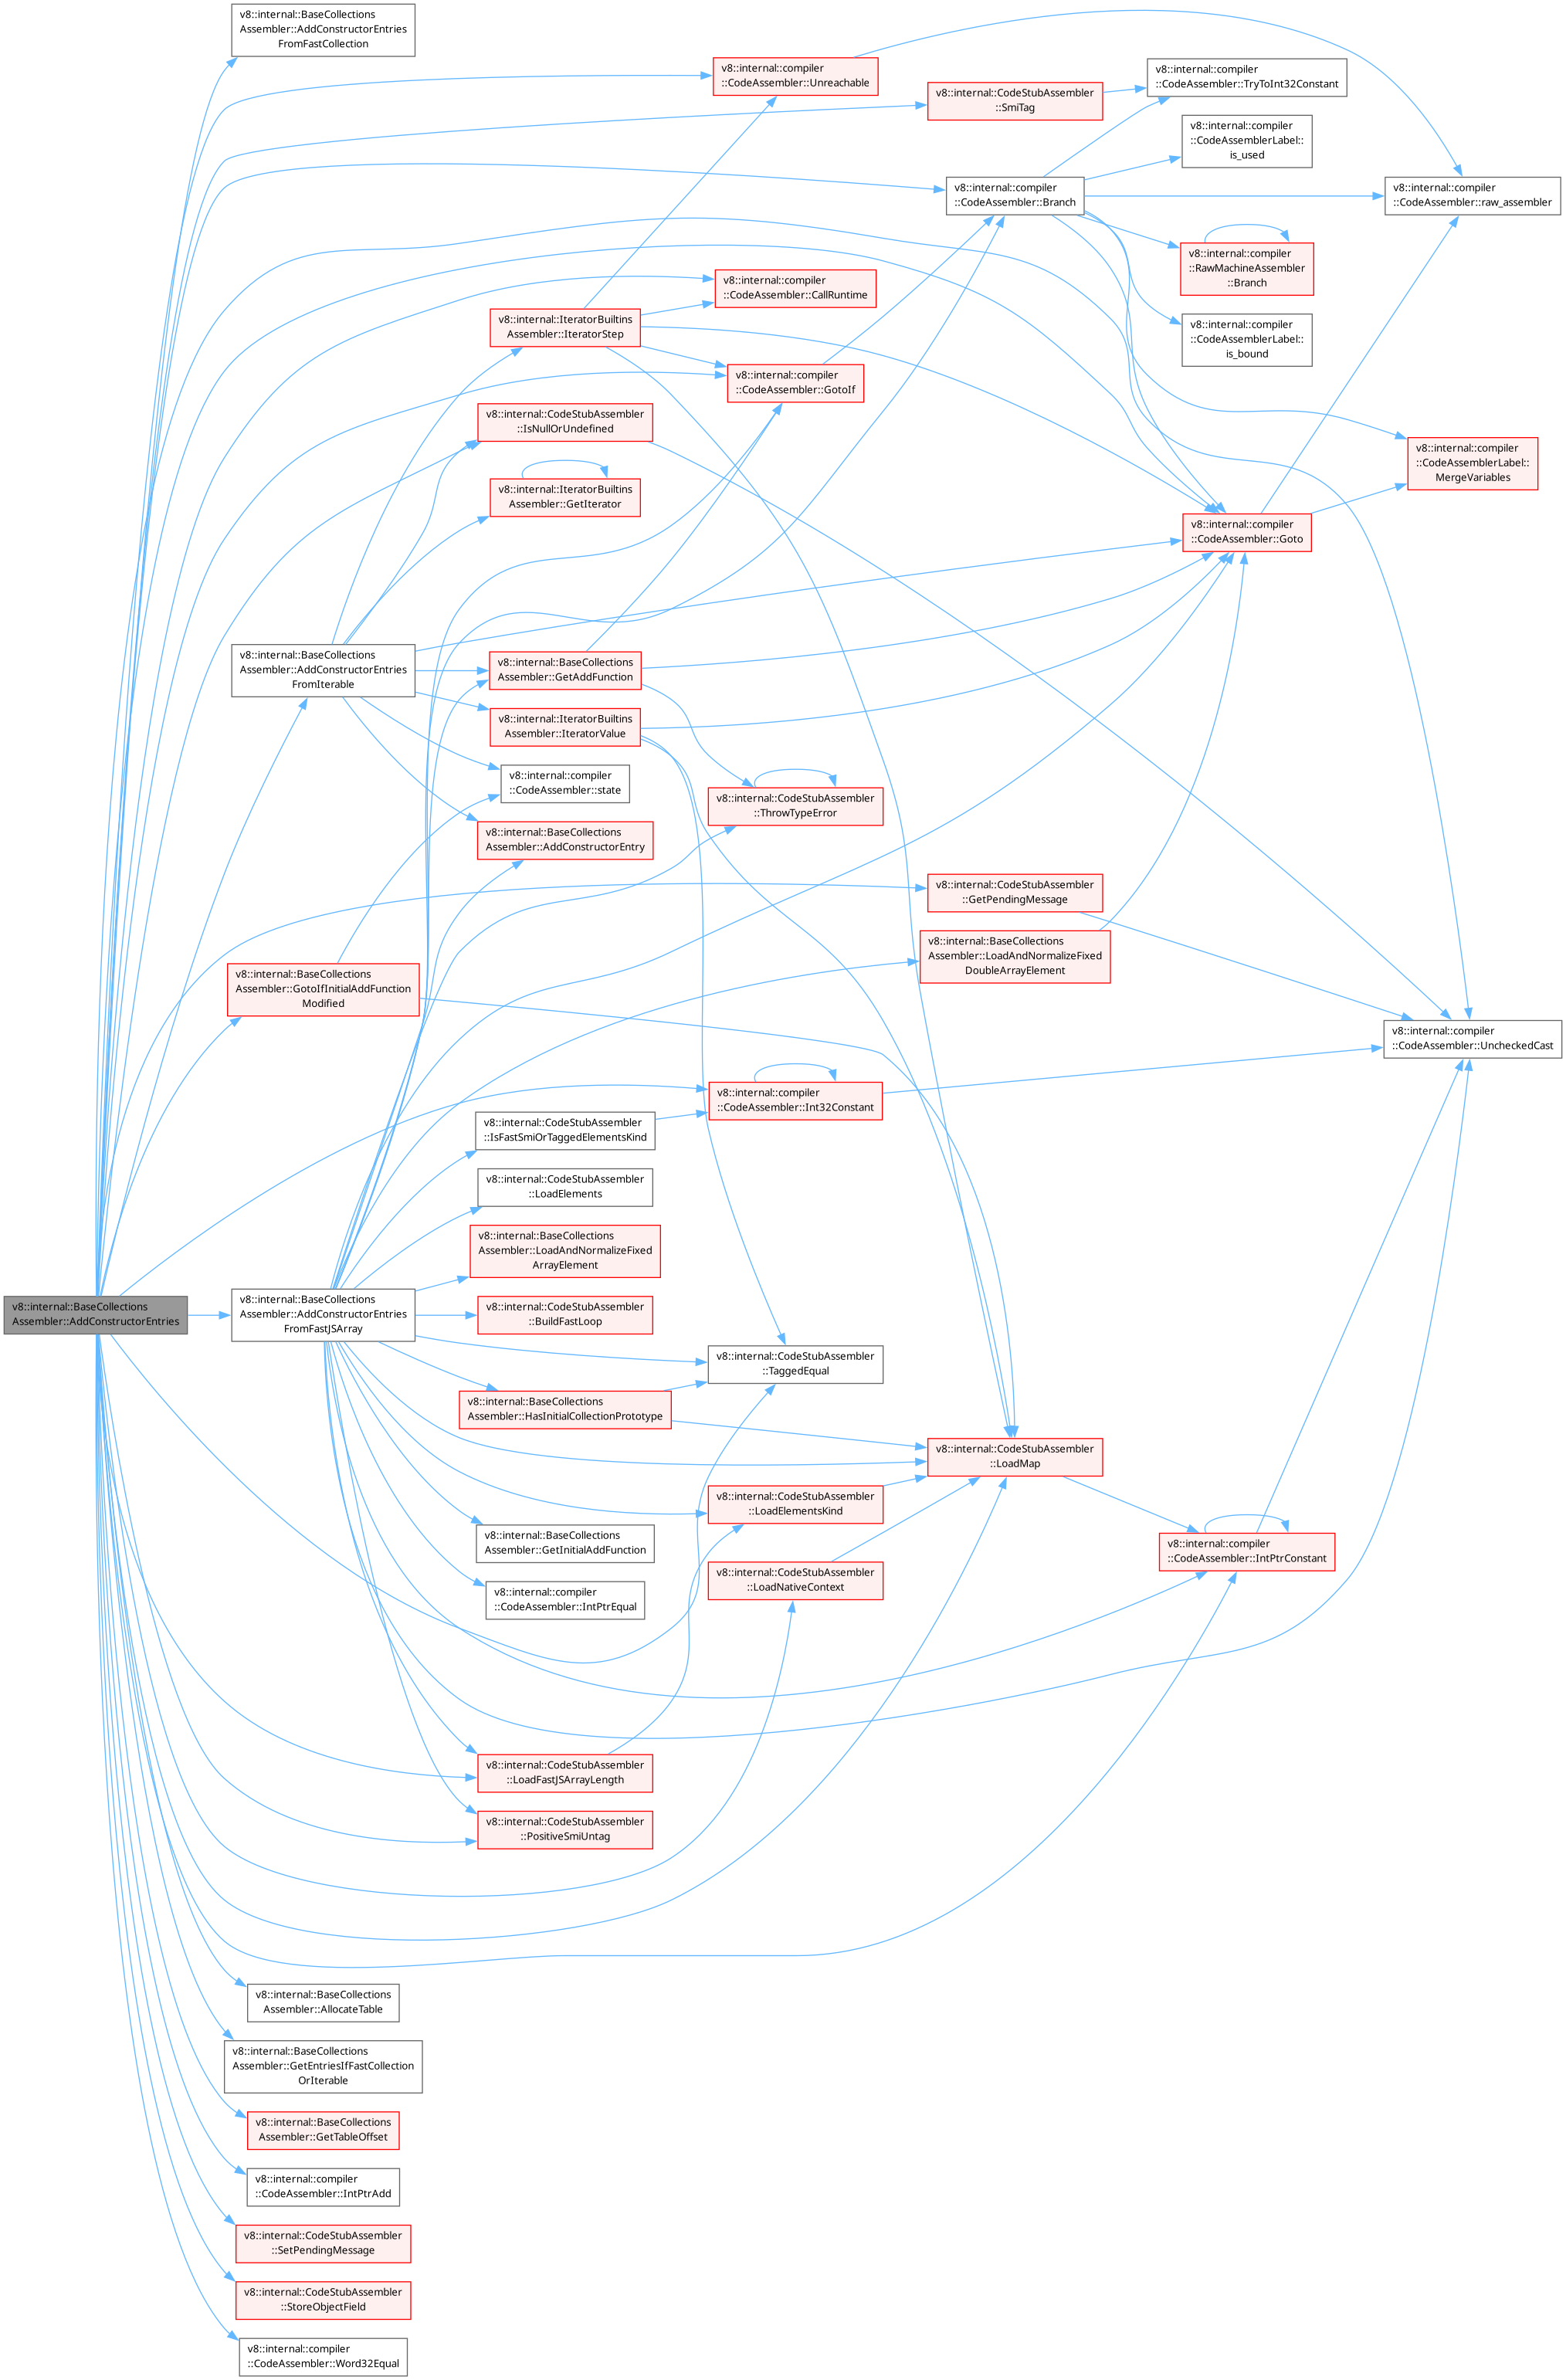 v8::internal::BaseCollections
Assembler::AddConstructorEntries
FromFastCollection
v8::internal::compiler
::CodeAssembler::Unreachable
v8::internal::compiler
::CodeAssembler::TryToInt32Constant
v8::internal::CodeStubAssembler
::SmiTag
v8::internal::compiler
::CodeAssemblerLabel::
is_used
v8::internal::compiler
::CodeAssembler::Branch
v8::internal::compiler
::CodeAssembler::raw_assembler
v8::internal::compiler
::RawMachineAssembler
::Branch
v8::internal::compiler
::CodeAssembler::CallRuntime
v8::internal::IteratorBuiltins
Assembler::IteratorStep
v8::internal::compiler
::CodeAssemblerLabel::
is_bound
v8::internal::compiler
::CodeAssembler::GotoIf
v8::internal::CodeStubAssembler
::IsNullOrUndefined
v8::internal::compiler
::CodeAssemblerLabel::
MergeVariables
v8::internal::IteratorBuiltins
Assembler::GetIterator
v8::internal::compiler
::CodeAssembler::Goto
v8::internal::BaseCollections
Assembler::AddConstructorEntries
FromIterable
v8::internal::BaseCollections
Assembler::GetAddFunction
v8::internal::IteratorBuiltins
Assembler::IteratorValue
v8::internal::compiler
::CodeAssembler::state
v8::internal::CodeStubAssembler
::ThrowTypeError
v8::internal::BaseCollections
Assembler::AddConstructorEntry
v8::internal::CodeStubAssembler
::GetPendingMessage
v8::internal::BaseCollections
Assembler::LoadAndNormalizeFixed
DoubleArrayElement
v8::internal::BaseCollections
Assembler::GotoIfInitialAddFunction
Modified
v8::internal::compiler
::CodeAssembler::UncheckedCast
v8::internal::compiler
::CodeAssembler::Int32Constant
v8::internal::CodeStubAssembler
::IsFastSmiOrTaggedElementsKind
v8::internal::CodeStubAssembler
::LoadElements
v8::internal::BaseCollections
Assembler::LoadAndNormalizeFixed
ArrayElement
v8::internal::BaseCollections
Assembler::AddConstructorEntries
v8::internal::BaseCollections
Assembler::AddConstructorEntries
FromFastJSArray
v8::internal::CodeStubAssembler
::BuildFastLoop
v8::internal::CodeStubAssembler
::TaggedEqual
v8::internal::BaseCollections
Assembler::HasInitialCollectionPrototype
v8::internal::CodeStubAssembler
::LoadMap
v8::internal::CodeStubAssembler
::LoadElementsKind
v8::internal::BaseCollections
Assembler::GetInitialAddFunction
v8::internal::compiler
::CodeAssembler::IntPtrConstant
v8::internal::CodeStubAssembler
::LoadNativeContext
v8::internal::compiler
::CodeAssembler::IntPtrEqual
v8::internal::CodeStubAssembler
::LoadFastJSArrayLength
v8::internal::CodeStubAssembler
::PositiveSmiUntag
v8::internal::BaseCollections
Assembler::AllocateTable
v8::internal::BaseCollections
Assembler::GetEntriesIfFastCollection
OrIterable
v8::internal::BaseCollections
Assembler::GetTableOffset
v8::internal::compiler
::CodeAssembler::IntPtrAdd
v8::internal::CodeStubAssembler
::SetPendingMessage
v8::internal::CodeStubAssembler
::StoreObjectField
v8::internal::compiler
::CodeAssembler::Word32Equal